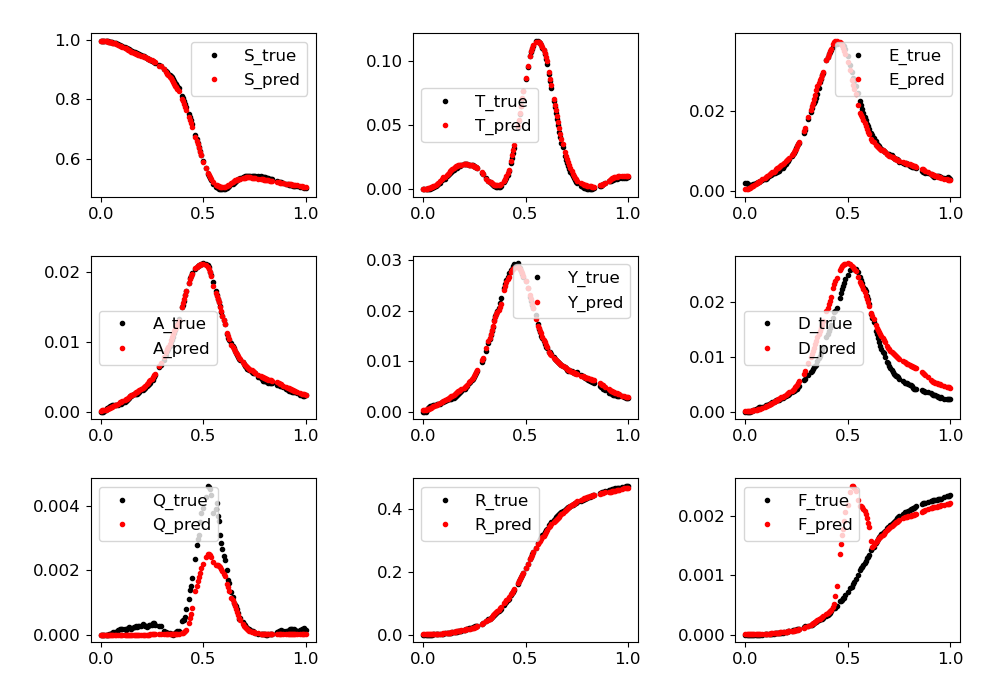 1.0
0.8
0.6
0.0 0.5 1.0
S_true
S_pred
0.10
0.05
0.00
0.0 0.5 1.0
T_true
T_pred
0.02
0.00
0.0 0.5 1.0
E_true
E_pred
0.02
0.01
0.00
0.0 0.5 1.0
A_true
A_pred
0.03
0.02
0.01
0.00
0.0 0.5 1.0
Y_true
Y_pred
0.02
0.01
0.00
0.0 0.5 1.0
D_true
D_pred
0.004
0.002
0.000
0.0 0.5 1.0
Q_true
Q_pred
0.4
0.2
0.0
0.0 0.5 1.0
R_true
R_pred
0.002
0.001
0.000
0.0 0.5 1.0
F_true
F_pred